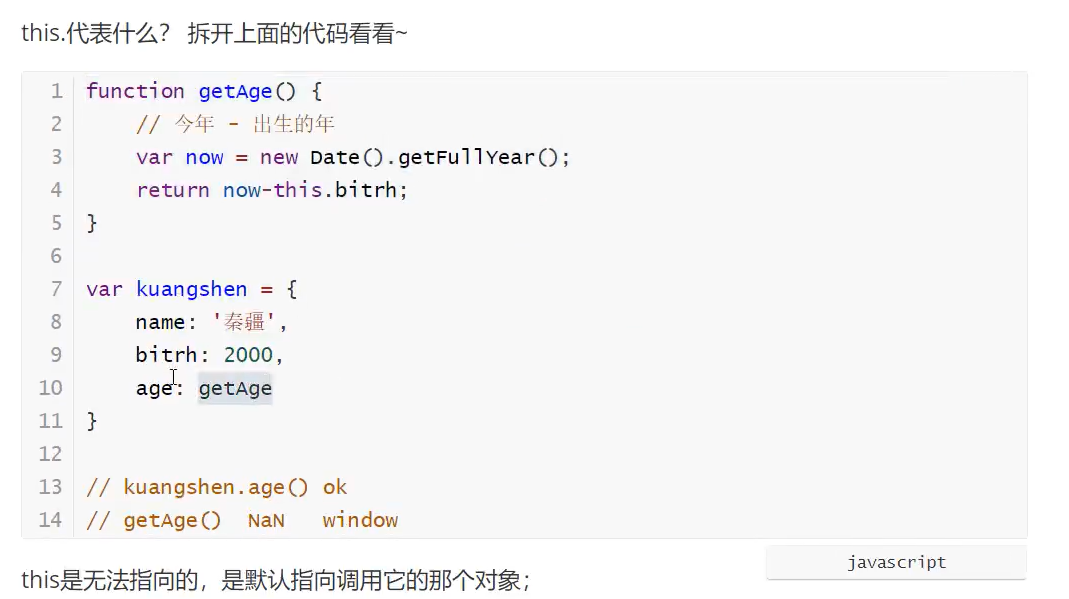 this.代表什么？ 拆开上面的代码看看~
1 function getAge() {
2     // 今年 - 出生的年
3     var now = new Date().getFullYear();
4     return now-this.bitrh;
5 }
6
7 var kuangshen = {
8     name: '秦疆',
9     bitrh: 2000,
10     age: getAge
11 }
12
13 // kuangshen.age() ok
14 // getAge()  NaN   window
javascript
this是无法指向的，是默认指向调用它的那个对象；